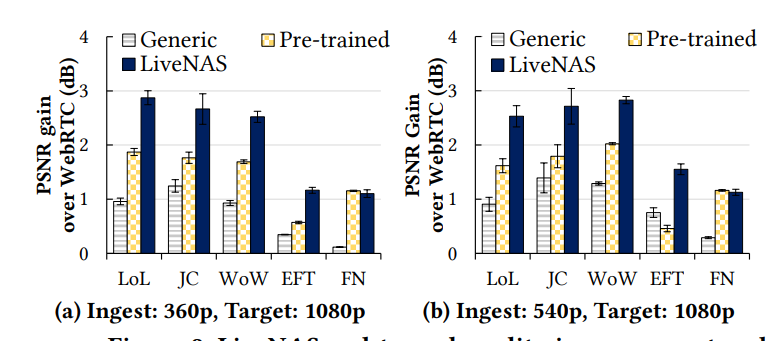 PSNR gain
over WebRTC (dB)
4
3
2
1
0
Generic
Pre-trained
LiveNAS
LoL JC WoW EFT FN
(a) Ingest: 360p, Target: 1080p
PSNR Gain
over WebRTC (dB)
4
3
2
1
0
Generic
Pre-trained
LiveNAS
LoL JC WoW EFT FN
(b) Ingest: 540p, Target: 1080p